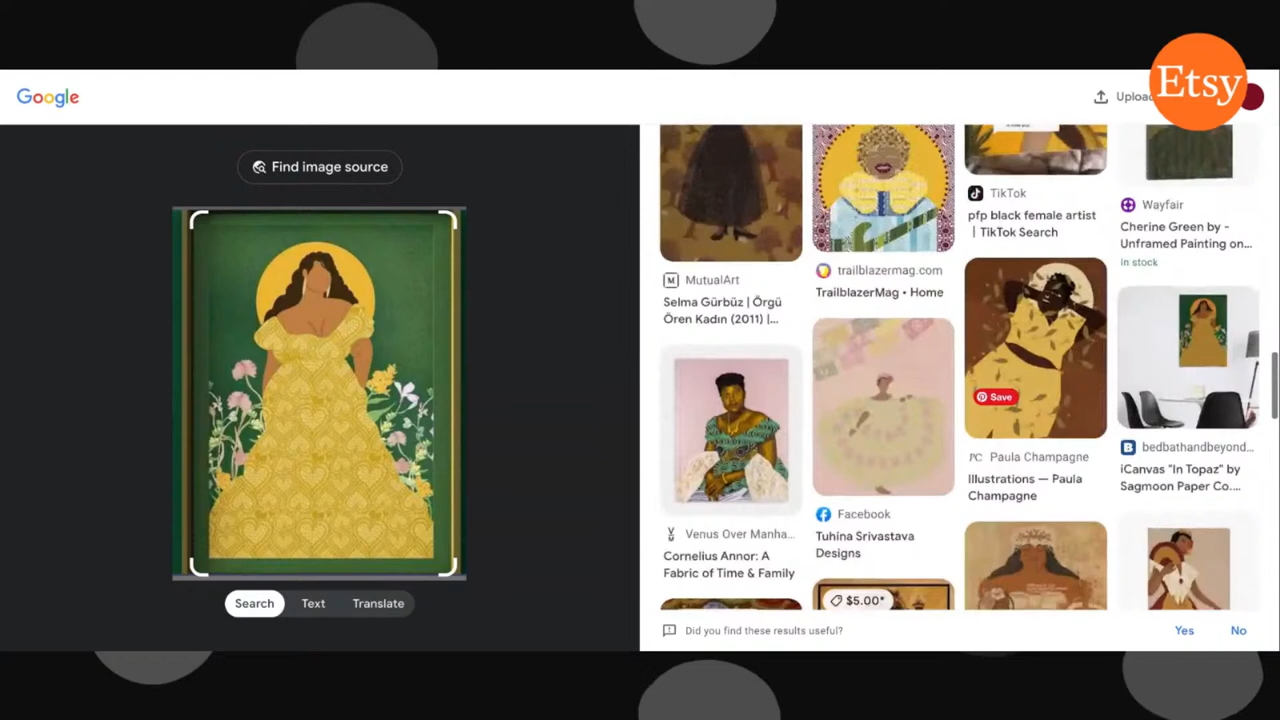 Google
Upload
Etsy
Find image source
Search
Text
Translate
MutualArt
Selma Gürbüz | Örgü
Ören Kadın (2011) |...
Venus Over Manha...
Cornelius Annor: A
Fabric of Time & Family
trailblazermag.com
TrailblazerMag • Home
Facebook
Tuhina Srivastava
Designs
$5.00*
TikTok
pfp black female artist
| TikTok Search
Save
PC Paula Champagne
Illustrations — Paula
Champagne
Wayfair
Cherine Green by -
Unframed Painting on...
In stock
B bedbathandbeyond...
iCanvas "In Topaz" by
Sagmoon Paper Co....
Did you find these results useful?
Yes
No